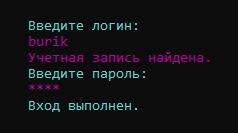 Введите логин:
burik
Учетная запись найдена.
Введите пароль:
****
Вход выполнен.